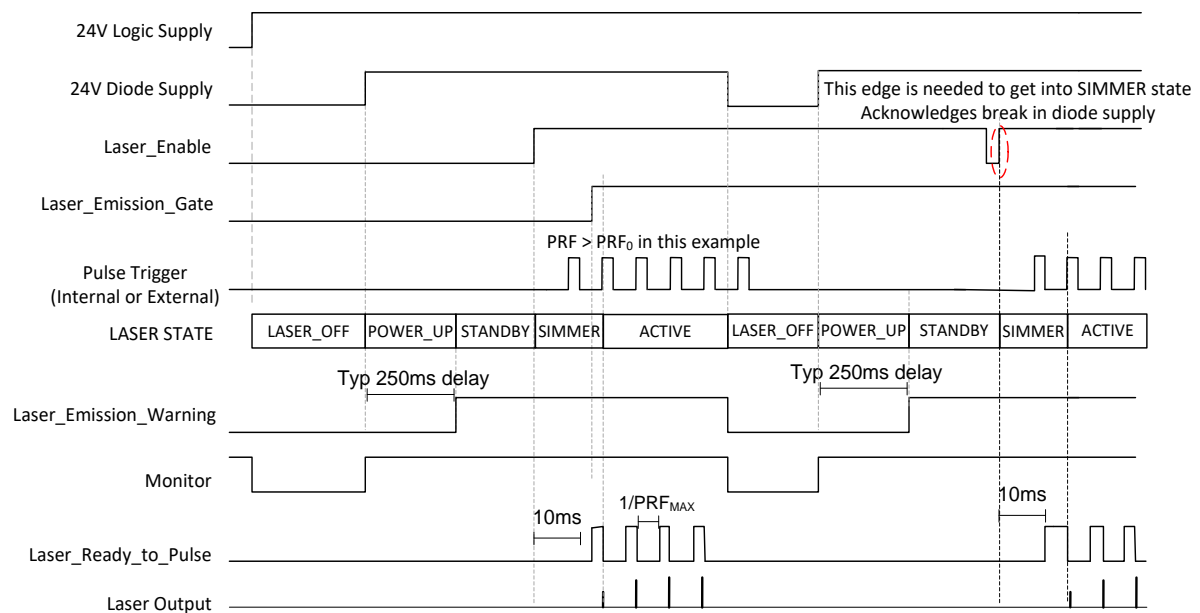 24V Logic Supply
24V Diode Supply
This edge is needed to get into SIMMER state
Acknowledges break in diode supply
Laser_Enable
Laser_Emission_Gate
PRF > PRF₀ in this example
Pulse Trigger
(Internal or External)
LASER STATE
LASER_OFF POWER_UP STANDBY SIMMER ACTIVE LASER_OFF POWER_UP STANDBY SIMMER ACTIVE
Typ 250ms delay Typ 250ms delay
Laser_Emission_Warning
Monitor
10ms 1/PRFMAX 10ms
Laser_Ready_to_Pulse
Laser Output